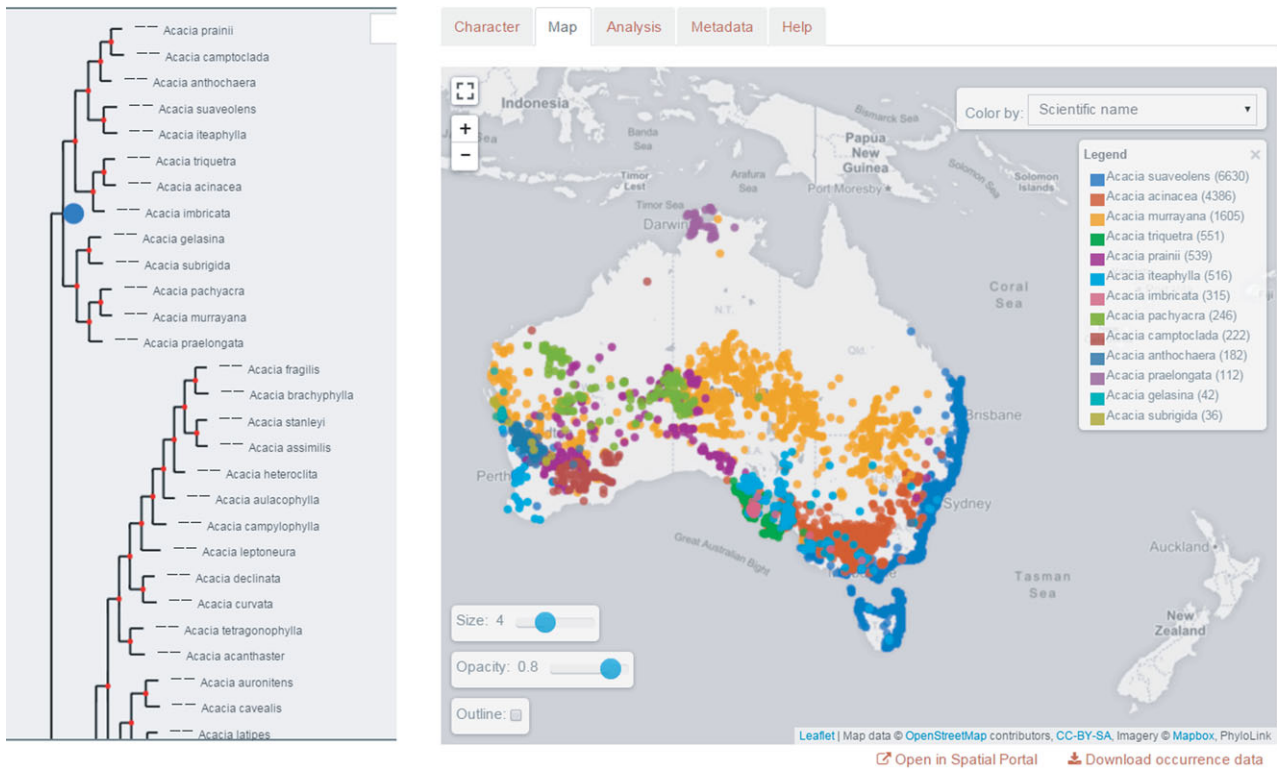 Acacia prainii
Acacia camptoclada
Acacia anthochaera
Acacia suaveolens
Acacia iteaphylla
Acacia triquetra
Acacia acinacea
Acacia imbricata
Acacia gelasina
Acacia subrigida
Acacia pachyacra
Acacia murrayana
Acacia praelongata
Acacia fragilis
Acacia brachyphylla
Acacia stanleyi
Acacia assimilis
Acacia heteroclita
Acacia aulacophylla
Acacia campylophylla
Acacia leptoneura
Acacia declinata
Acacia curvata
Acacia tetragonophylla
Acacia acanthaster
Acacia auronitens
Acacia cavealis
Acacia latipes
Character Map Analysis Metadata Help
+
−
Color by: Scientific name
Legend ×
Acacia suaveolens (6630)
Acacia acinacea (4386)
Acacia murrayana (1605)
Acacia triquetra (551)
Acacia prainii (539)
Acacia iteaphylla (516)
Acacia imbricata (315)
Acacia pachyacra (246)
Acacia camptoclada (222)
Acacia anthochaera (182)
Acacia praelongata (112)
Acacia gelasina (42)
Acacia subrigida (36)
Indonesia
Sea
Banda
Sea
Bismarck Sea
Papua
New
Guinea
Timor
Lest
Arafura
Sea
Port Moresby
Solomon Sea
Solomon
Islands
Timor Sea
Darwin
Coral
Sea
N.T.
Brisbane
Perth
Sydney
Great Australian Bight
Tasman
Sea
Auckland
New
Zealand
Size: 4
Opacity: 0.8
Outline:
Leaflet | Map data © OpenStreetMap contributors, CC-BY-SA, Imagery © Mapbox, PhyloLink
Open in Spatial Portal Download occurrence data